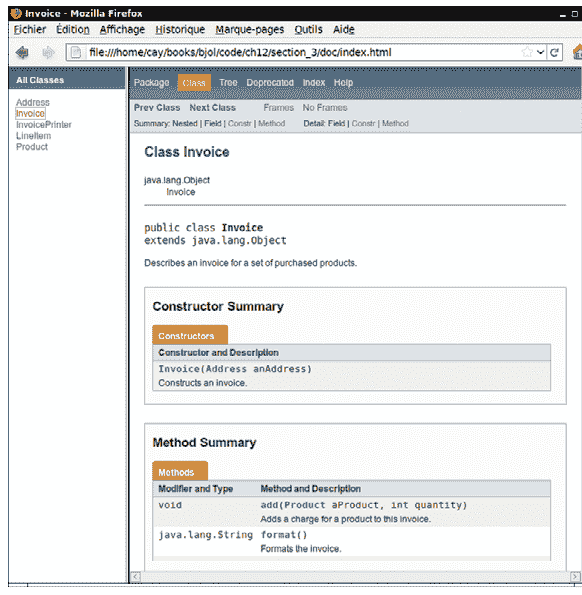 Invoice - Mozilla Firefox
Fichier Édition Affichage Historique Marque-pages Outils Aide
file:///home/cay/books/bjol/code/ch12/section_3/doc/index.html
All Classes
Address
Invoice
InvoicePrinter
LineItem
Product
Package Class Tree Deprecated Index Help
Prev Class Next Class Frames No Frames
Summary: Nested | Field | Constr | Method Detail: Field | Constr | Method
Class Invoice
java.lang.Object
Invoice
public class Invoice
extends java.lang.Object
Describes an invoice for a set of purchased products.
Constructor Summary
Constructors
Constructor and Description
Invoice(Address anAddress)
Constructs an invoice.
Method Summary
Methods
Modifier and Type Method and Description
void add(Product aProduct, int quantity)
Adds a charge for a product to this invoice.
java.lang.String format()
Formats the invoice.